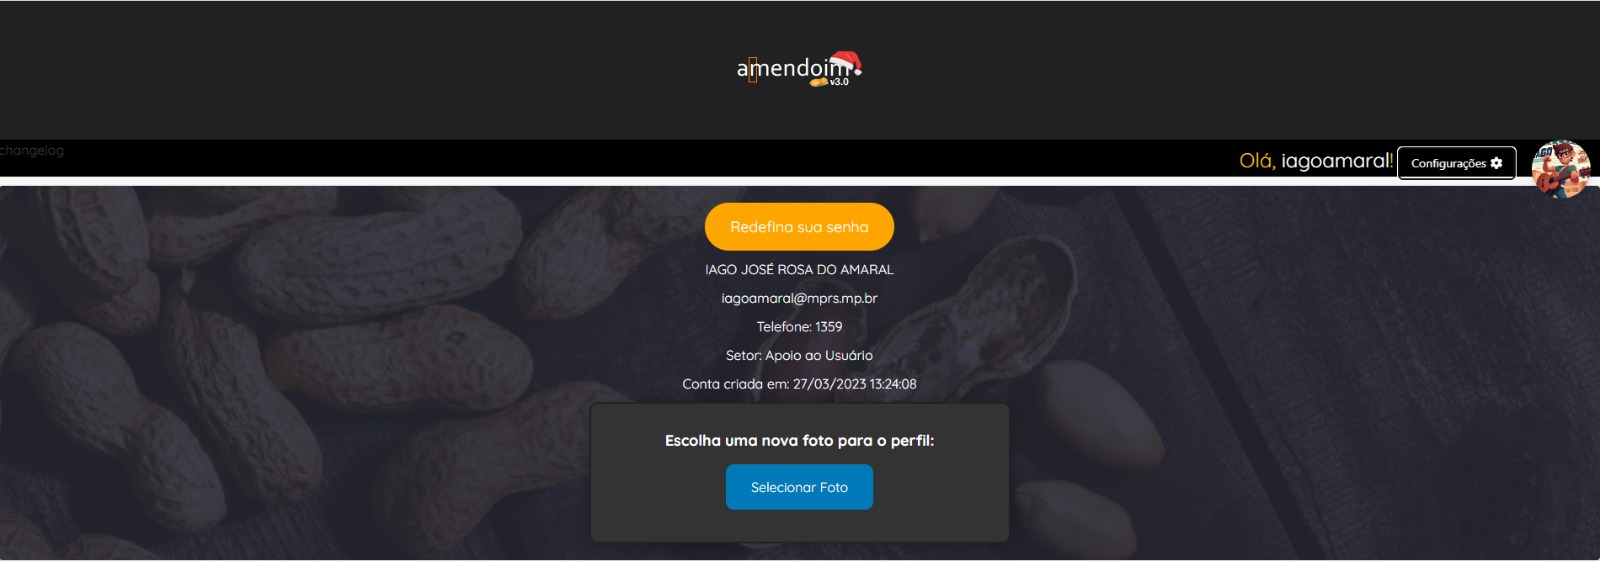 amendoim
v3.0
changelog
Olá, iagoamaral!
Configurações
Redefina sua senha
IAGO JOSÉ ROSA DO AMARAL
iagoamaral@mprs.mp.br
Telefone: 1359
Setor: Apoio ao Usuário
Conta criada em: 27/03/2023 13:24:08
Escolha uma nova foto para o perfil:
Selecionar Foto